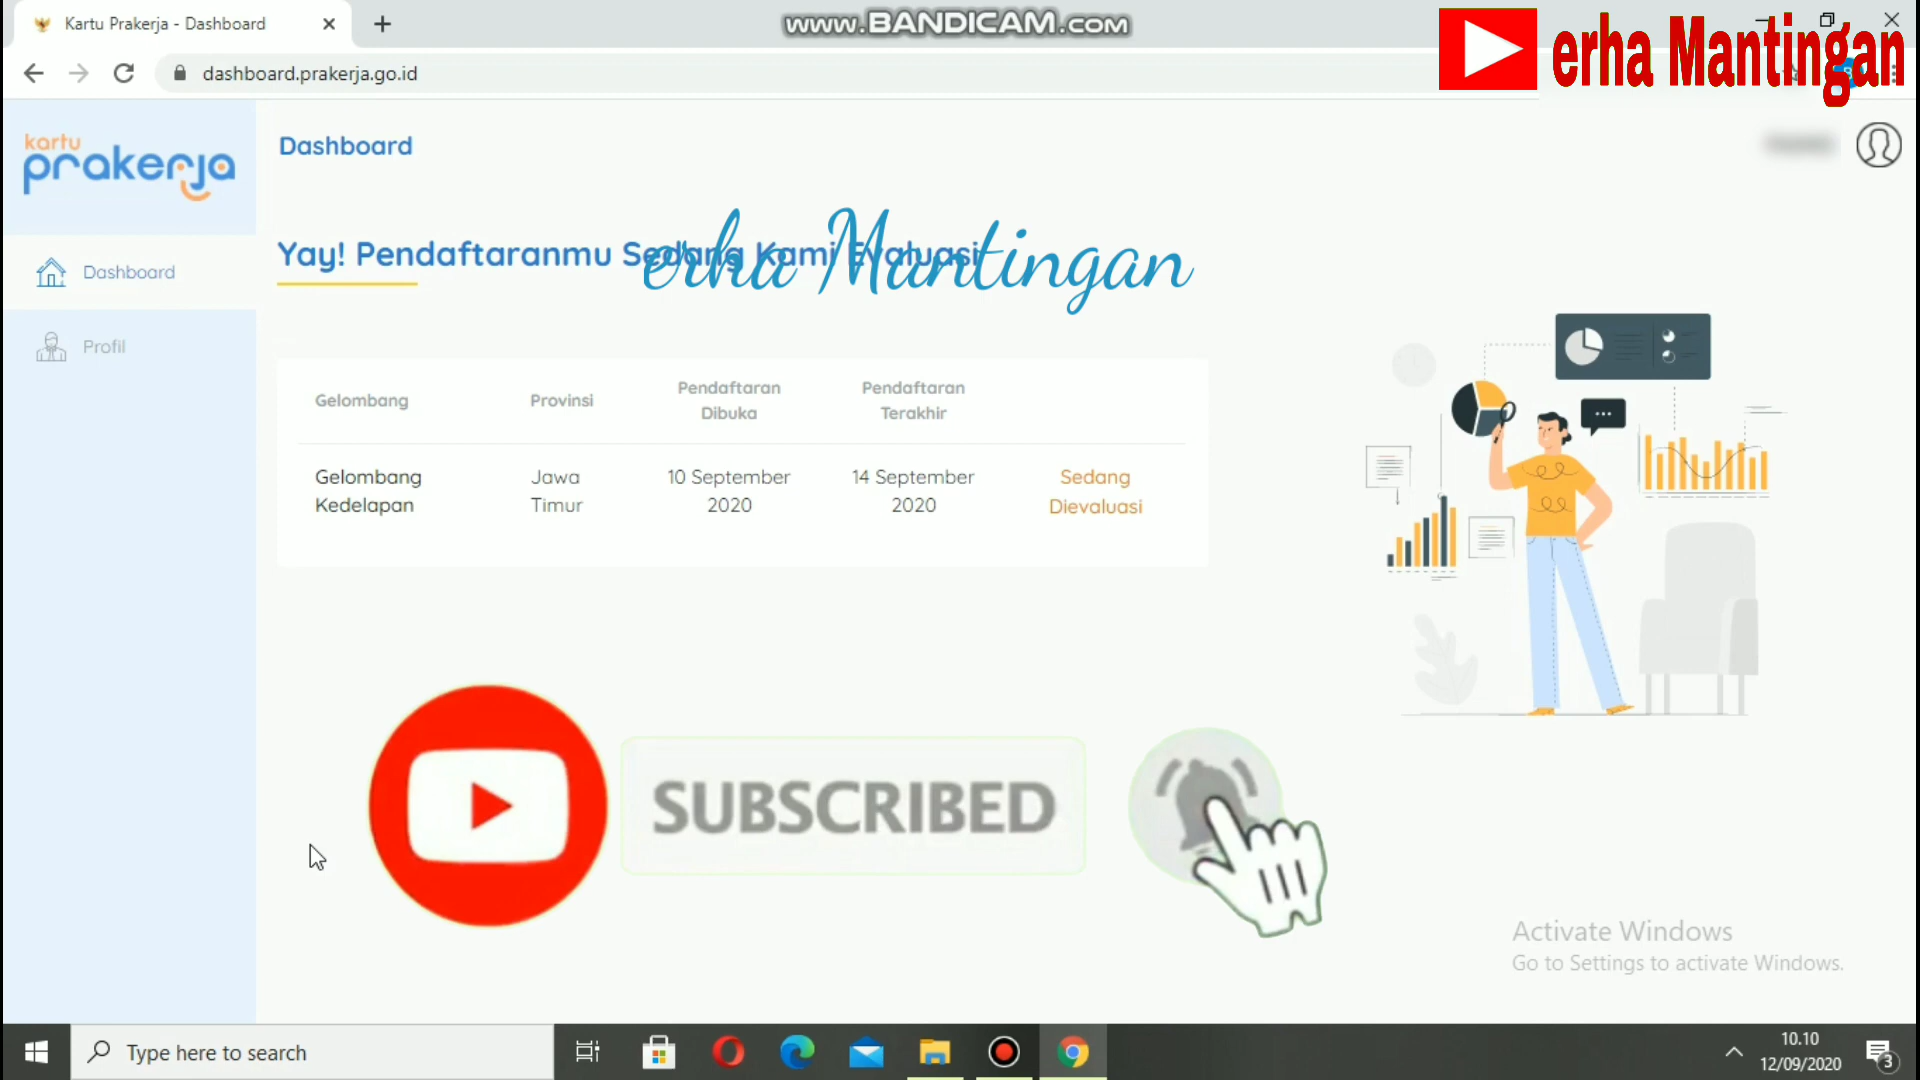 Kartu Prakerja - Dashboard
www.BANDICAM.com
erha Mantingan
dashboard.prakerja.go.id
kartu
prakerja
Dashboard
Yay! Pendaftaranmu Sedang Kami Evaluasi
erha Mantingan
Dashboard
Profil
Gelombang
Provinsi
Pendaftaran
Dibuka
Pendaftaran
Terakhir
Gelombang
Kedelapan
Jawa
Timur
10 September
2020
14 September
2020
Sedang
Dievaluasi
SUBSCRIBED
Activate Windows
Go to Settings to activate Windows.
Type here to search
10.10
12/09/2020
3